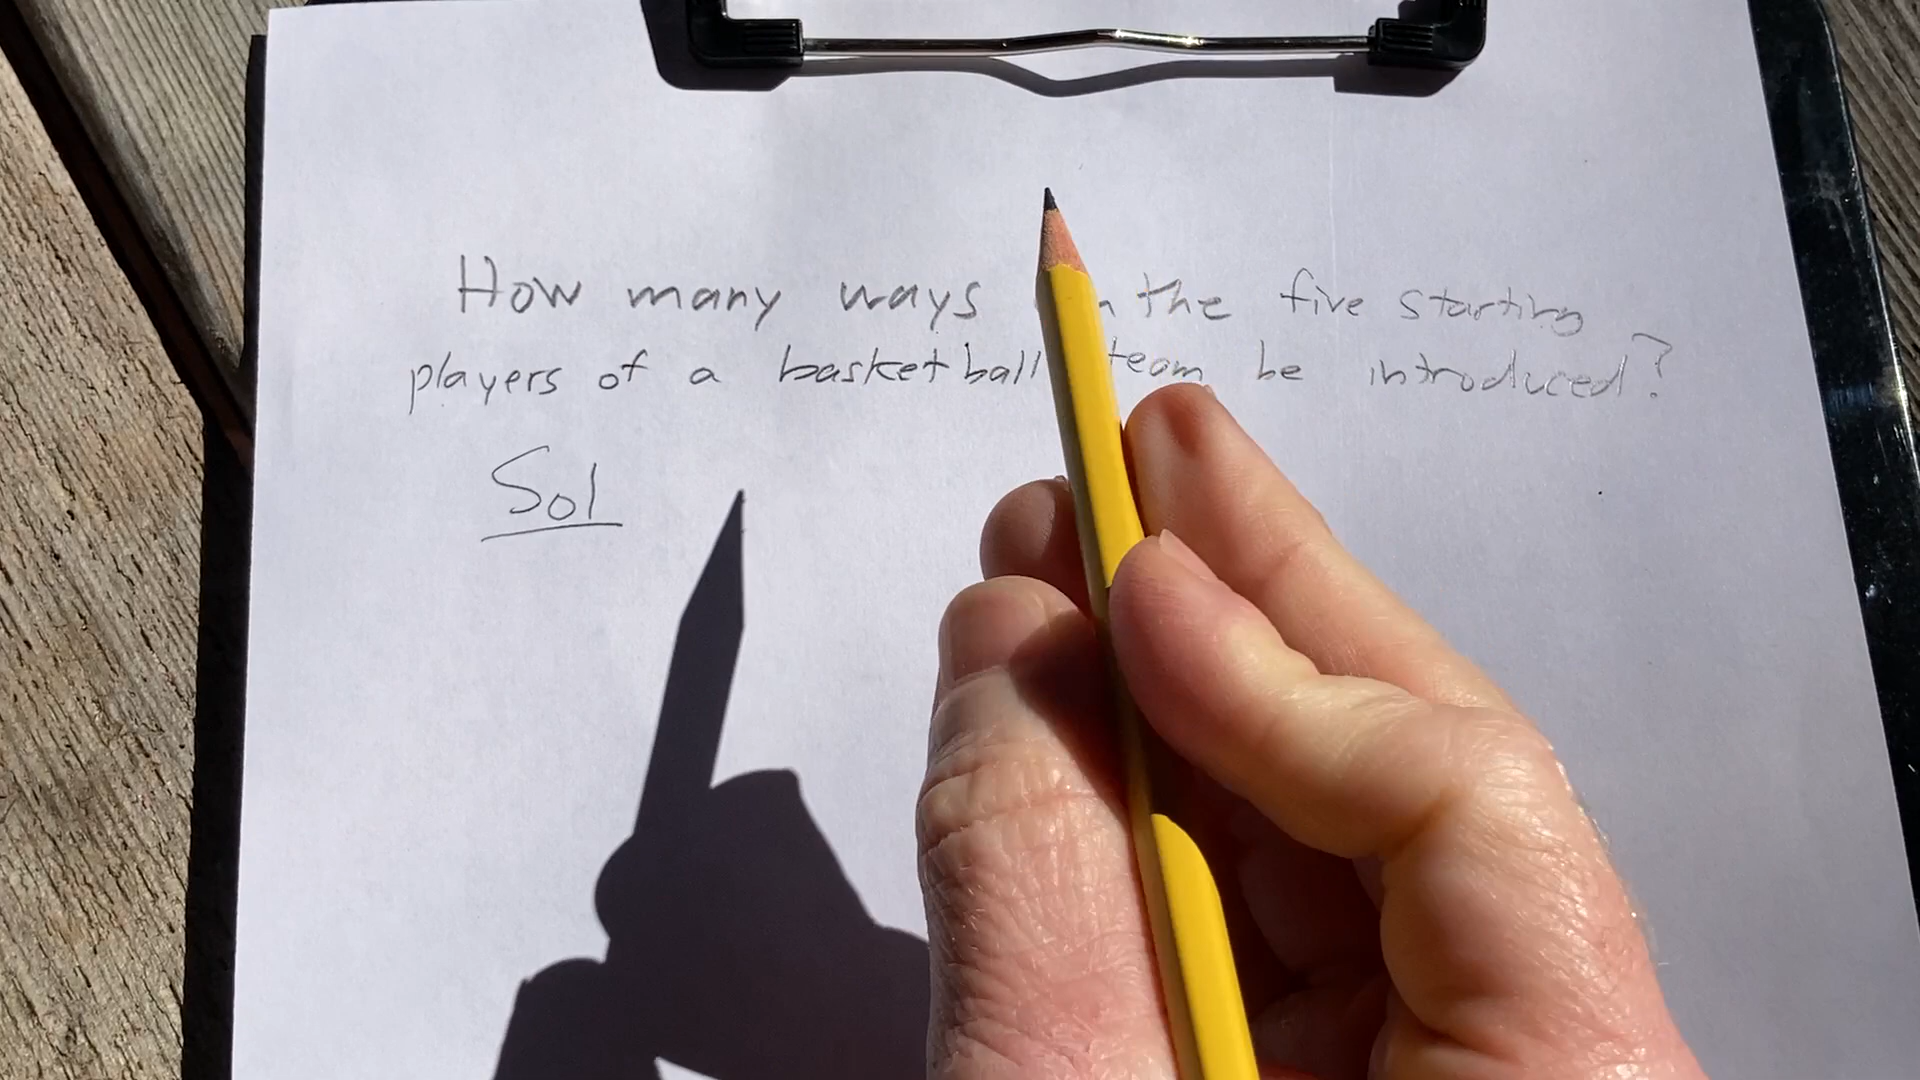 How many ways the five starting
players of a basketball team be introduced?
Sol